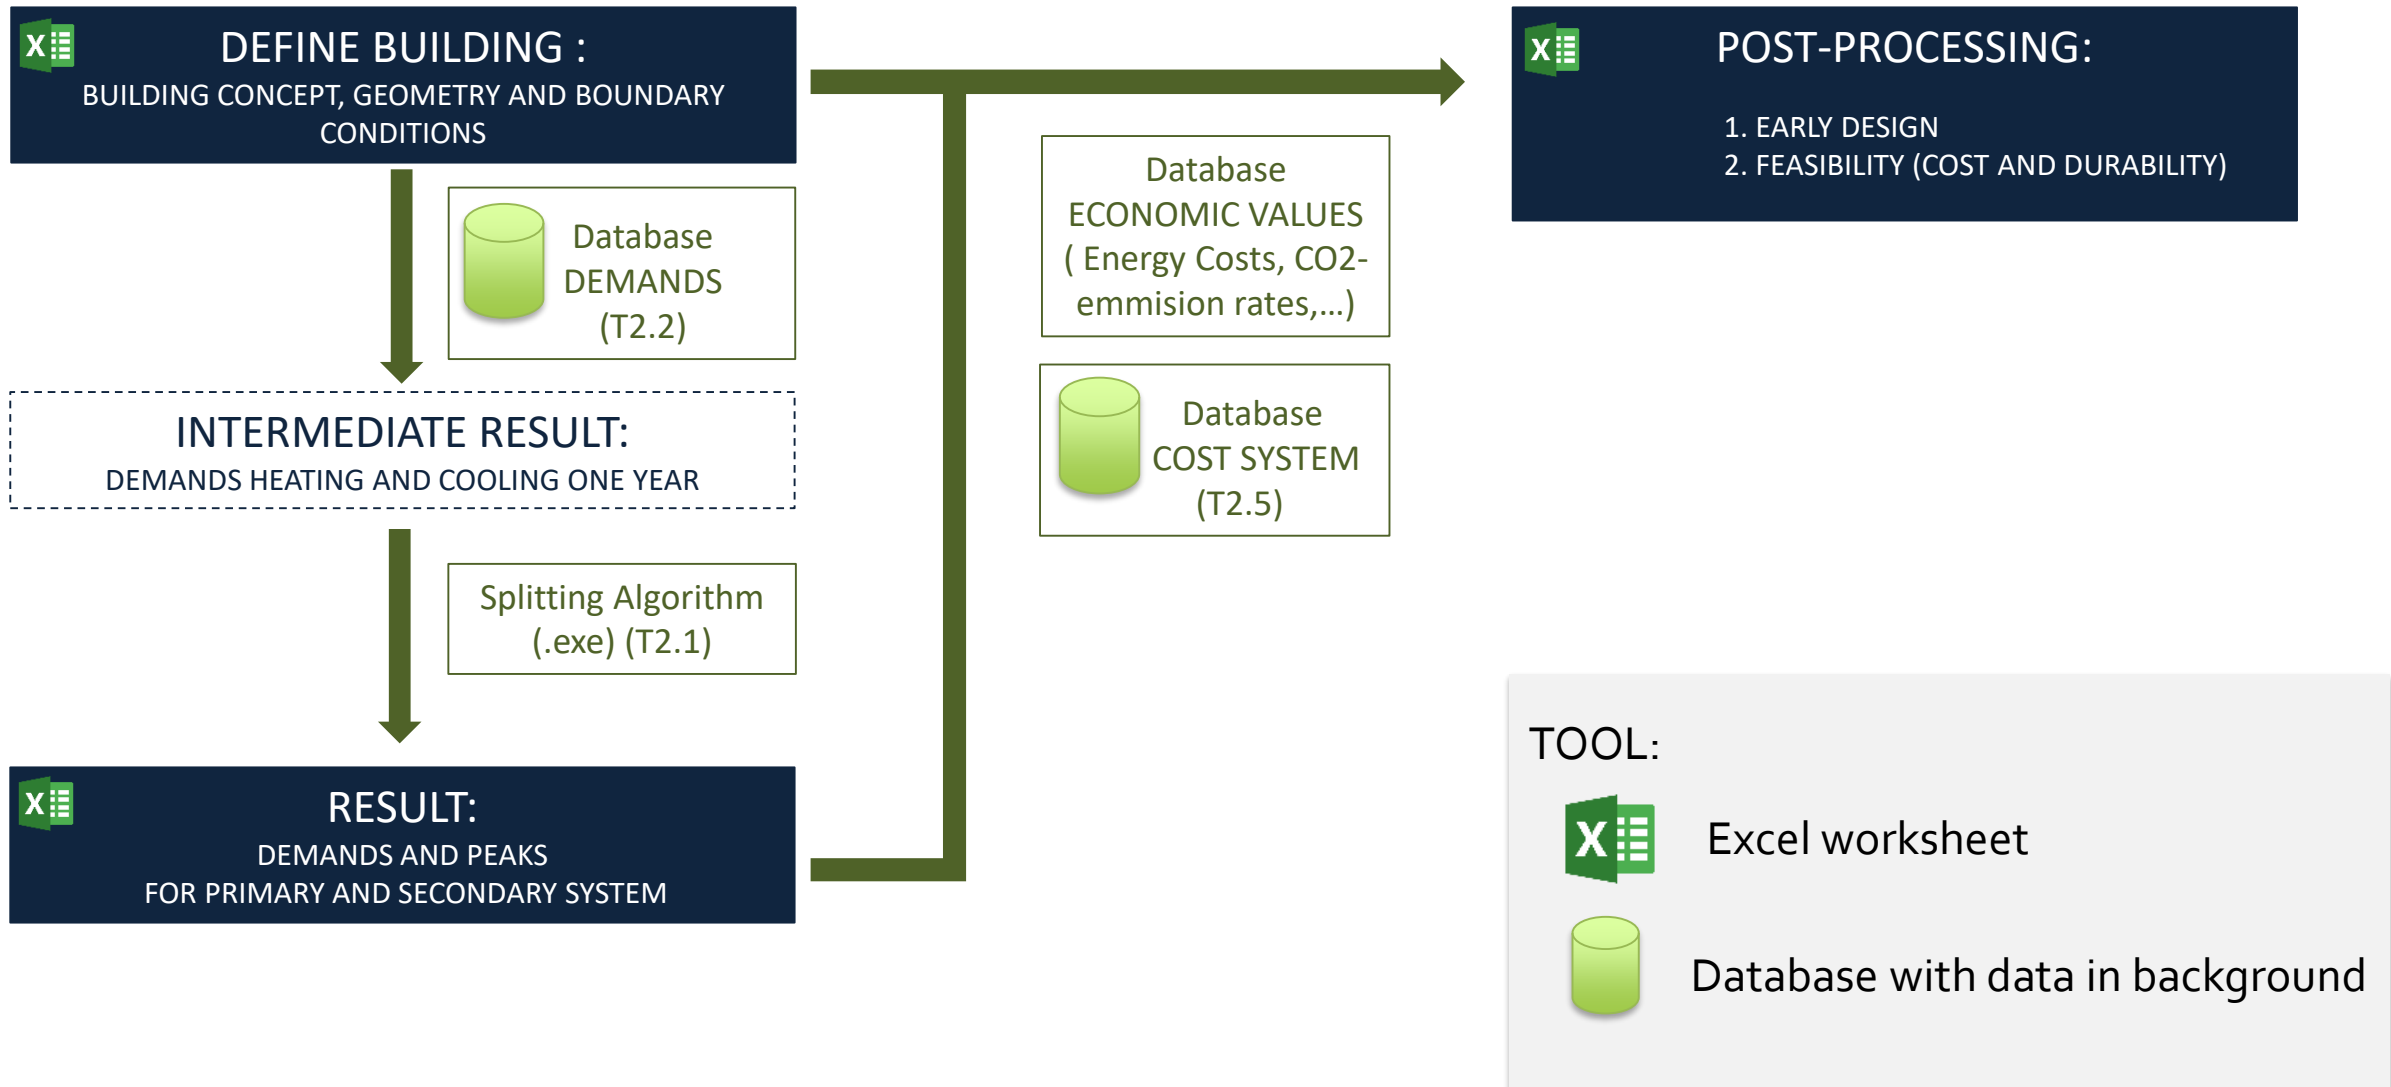 DEFINE BUILDING :
BUILDING CONCEPT, GEOMETRY AND BOUNDARY
CONDITIONS
Database
DEMANDS
(T2.2)
INTERMEDIATE RESULT:
DEMANDS HEATING AND COOLING ONE YEAR
Splitting Algorithm
(.exe) (T2.1)
RESULT:
DEMANDS AND PEAKS
FOR PRIMARY AND SECONDARY SYSTEM
Database
ECONOMIC VALUES
( Energy Costs, CO2-
emmision rates,...)
Database
COST SYSTEM
(T2.5)
POST-PROCESSING:
1. EARLY DESIGN
2. FEASIBILITY (COST AND DURABILITY)
TOOL:
Excel worksheet
Database with data in background